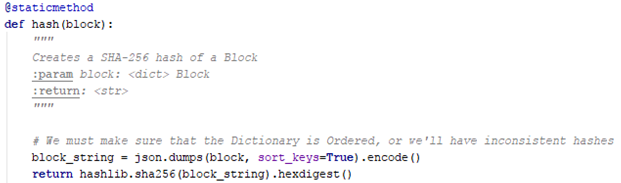 @staticmethod
def hash(block):
"""
Creates a SHA-256 hash of a Block
:param block: <dict> Block
:return: <str>
"""
# We must make sure that the Dictionary is Ordered, or we'll have inconsistent hashes
block_string = json.dumps(block, sort_keys=True).encode()
return hashlib.sha256(block_string).hexdigest()